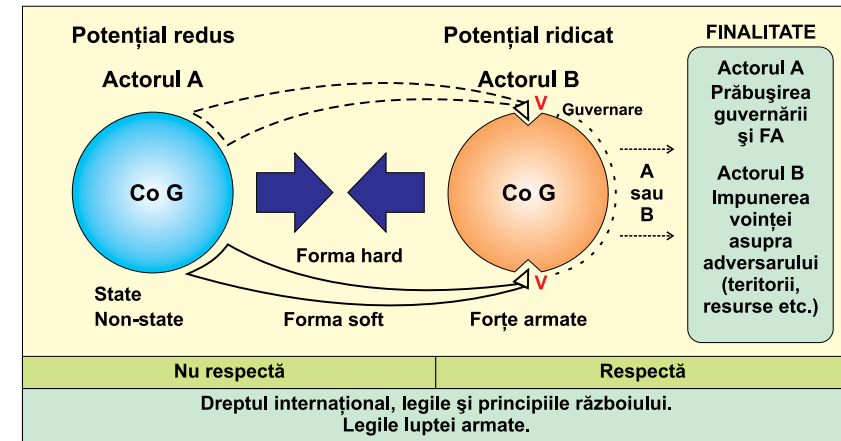 Potențial redus
Actorul A
Potențial ridicat
Actorul B
V
Guvernare
Co G
Co G
Forma hard
A
sau
B
V
State
Non-state
Forma soft
Forțe armate
FINALITATE
Actorul A
Prăbușirea
guvernării
și FA
Actorul B
Impunerea
voinței
asupra
adversarului
(teritorii,
resurse etc.)
Nu respectă
Respectă
Dreptul internațional, legile și principiile războiului.
Legile luptei armate.